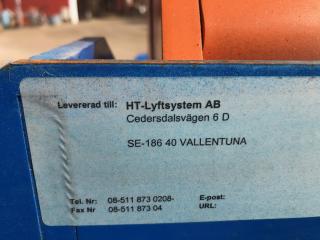 Levererad till: HT-Lyftsystem AB
Cedersdalsvägen 6 D
SE-186 40 VALLENTUNA
Tel. Nr: 08-511 873 0208- E-post:
Fax Nr 08-511 873 04 URL: